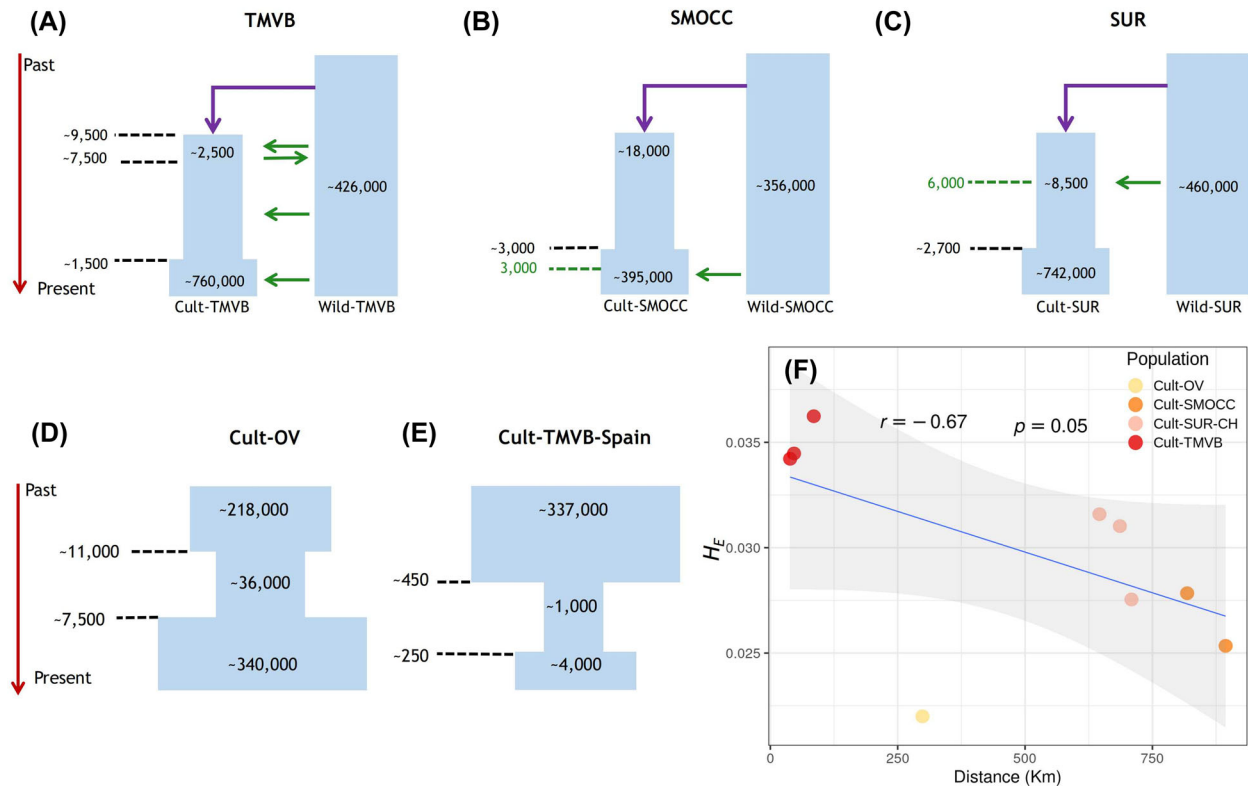 (A)
TMVB
Past
~9,500
~7,500
~2,500
~426,000
~1,500
~760,000
Present
Cult-TMVB
Wild-TMVB
(B)
SMOCC
~18,000
~356,000
~3,000
3,000
~395,000
Cult-SMOCC
Wild-SMOCC
(C)
SUR
6,000
~8,500
~460,000
~2,700
~742,000
Cult-SUR
Wild-SUR
(D)
Cult-OV
Past
~218,000
~11,000
~36,000
~7,500
~340,000
Present
(E)
Cult-TMVB-Spain
~337,000
~450
~1,000
~250
~4,000
(F)
r = −0.67
p = 0.05
Population
Cult-OV
Cult-SMOCC
Cult-SUR-CH
Cult-TMVB
H_E
0.035
0.030
0.025
0
250
500
750
Distance (Km)